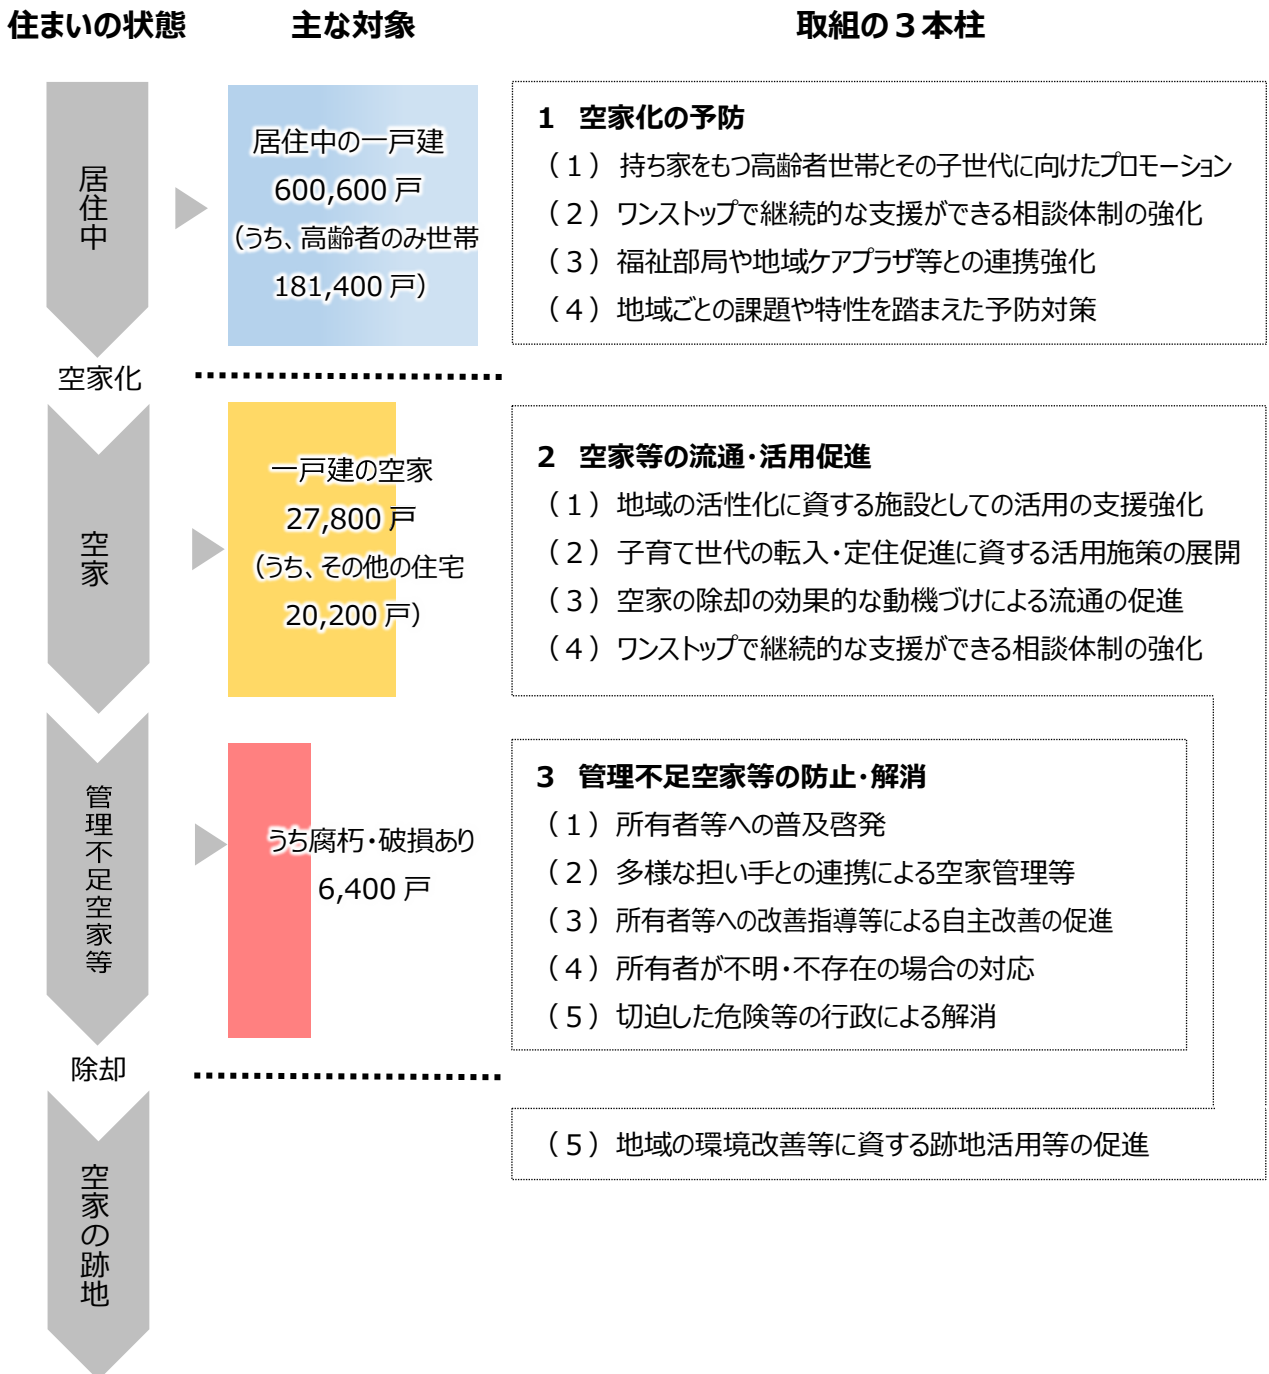 住まいの状態
主な対象
取組の３本柱
居住中
居住中の一戸建
600,600 戸
(うち、高齢者のみ世帯
181,400 戸)
1 空家化の予防
（１）持ち家をもつ高齢者世帯とその子世代に向けたプロモーション
（２）ワンストップで継続的な支援ができる相談体制の強化
（３）福祉部局や地域ケアプラザ等との連携強化
（４）地域ごとの課題や特性を踏まえた予防対策
空家化
空家
一戸建の空家
27,800 戸
(うち、その他の住宅
20,200 戸)
2 空家等の流通・活用促進
（１）地域の活性化に資する施設としての活用の支援強化
（２）子育て世代の転入・定住促進に資する活用施策の展開
（３）空家の除却の効果的な動機づけによる流通の促進
（４）ワンストップで継続的な支援ができる相談体制の強化
管理不足空家等
うち腐朽・破損あり
6,400 戸
3 管理不足空家等の防止・解消
（１）所有者等への普及啓発
（２）多様な担い手との連携による空家管理等
（３）所有者等への改善指導等による自主改善の促進
（４）所有者が不明・不存在の場合の対応
（５）切迫した危険等の行政による解消
除却
（５）地域の環境改善等に資する跡地活用等の促進
空家の跡地